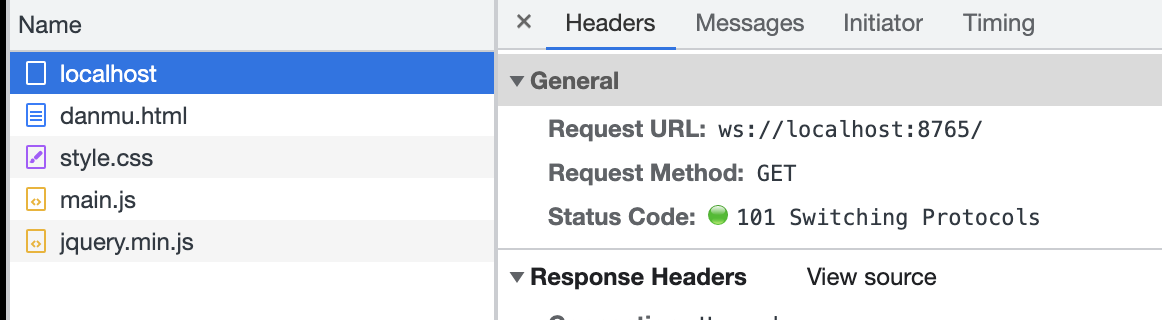 Name
localhost
danmu.html
style.css
main.js
jquery.min.js
× Headers Messages Initiator Timing
General
Request URL: ws://localhost:8765/
Request Method: GET
Status Code: 101 Switching Protocols
Response Headers View source